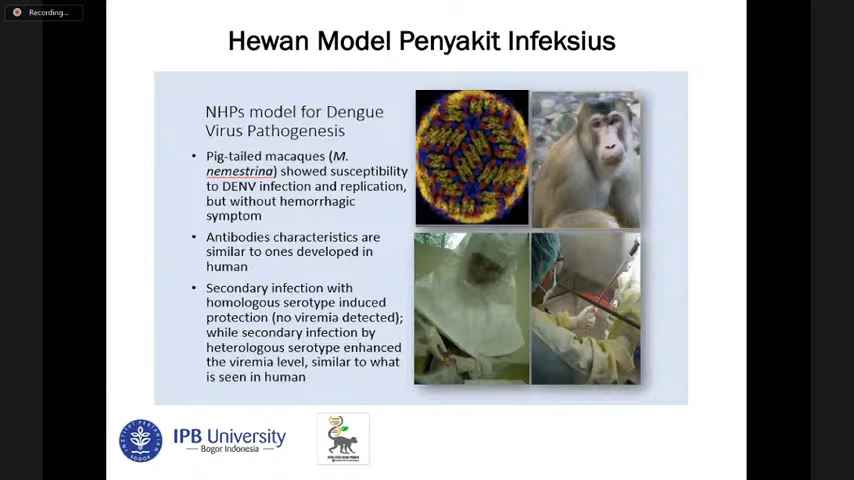 Recording...
Hewan Model Penyakit Infeksius
NHPs model for Dengue
Virus Pathogenesis
• Pig-tailed macaques (M.
nemestrina) showed susceptibility
to DENV infection and replication,
but without hemorrhagic
symptom
• Antibodies characteristics are
similar to ones developed in
human
• Secondary infection with
homologous serotype induced
protection (no viremia detected);
while secondary infection by
heterologous serotype enhanced
the viremia level, similar to what
is seen in human
INSTITUT PERTANIAN
BOGOR
IPB University
Bogor Indonesia